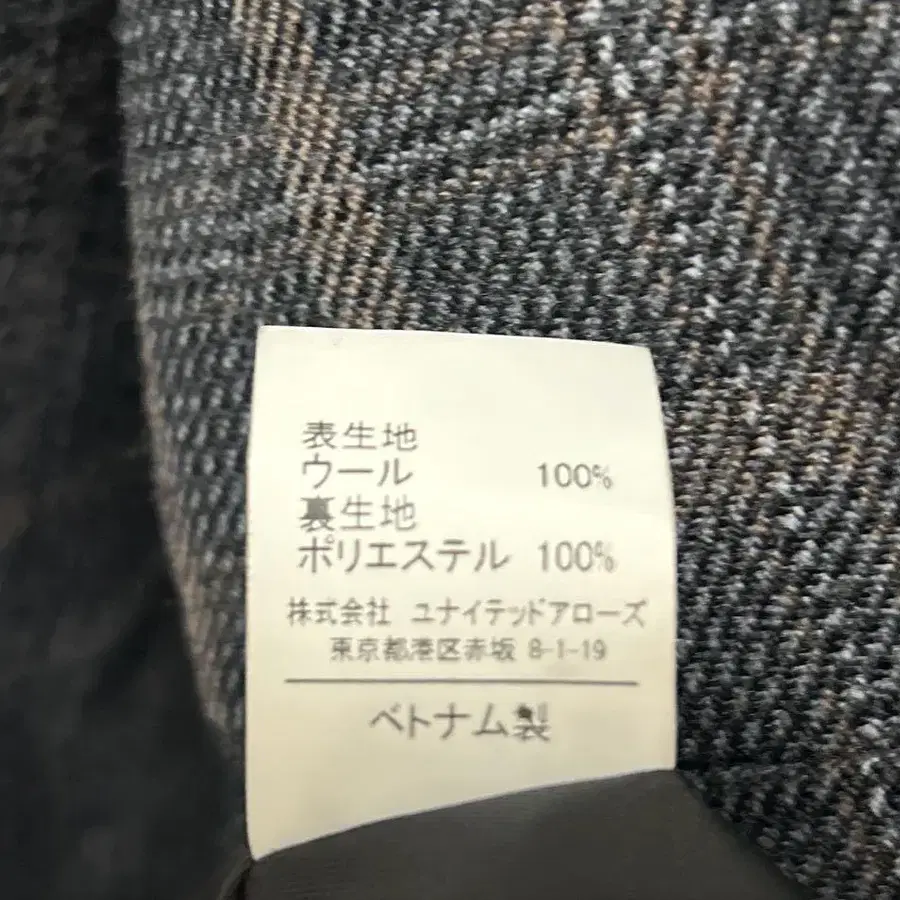 表生地
ウール 100%
裏生地
ポリエステル 100%
株式会社 ユナイテッドアローズ
東京都港区赤坂 8-1-19
ベトナム製